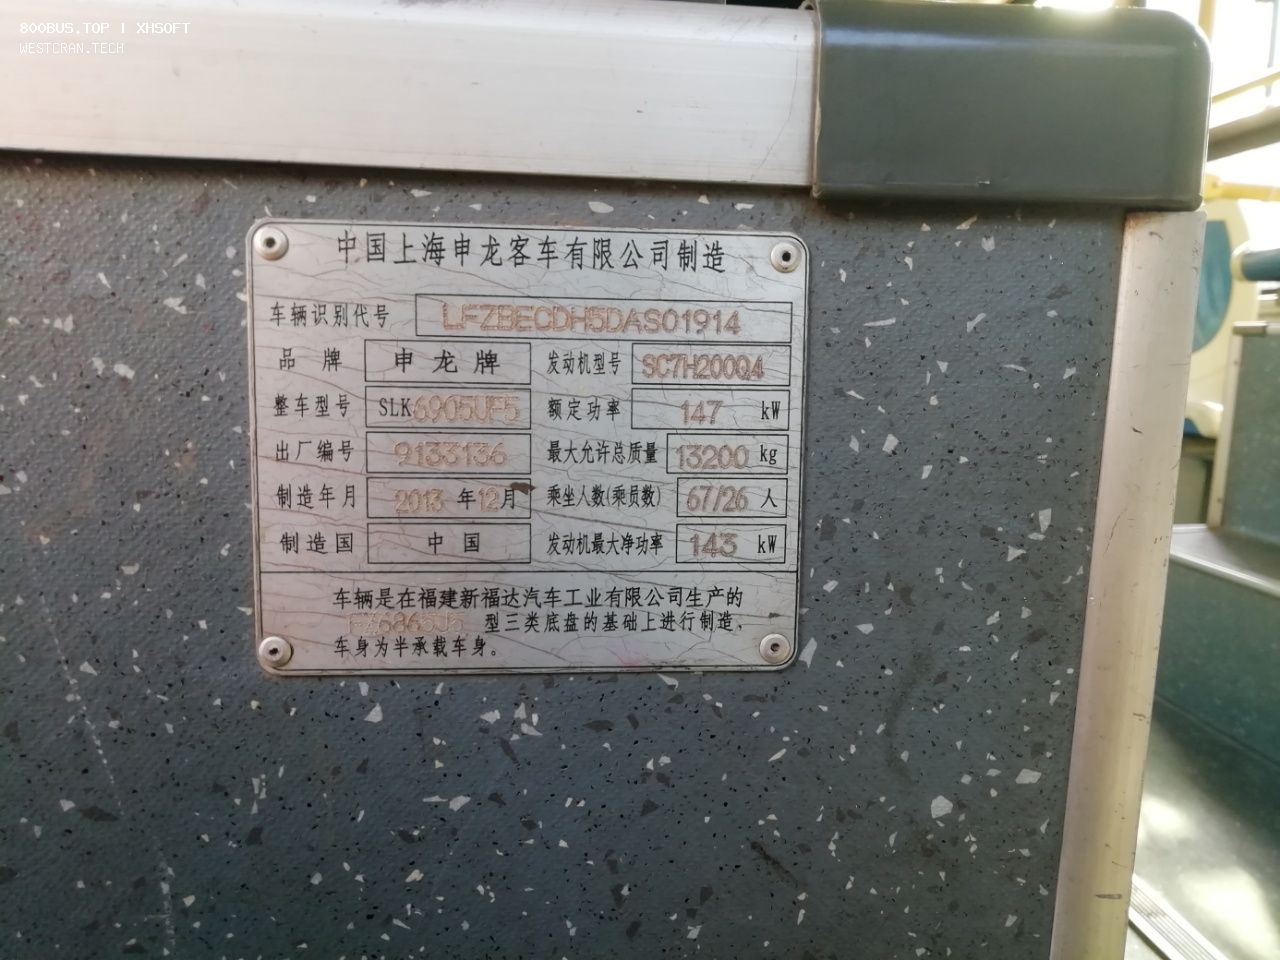 800BUS.TOP | XHSOFT
WESTCRAN.TECH
中国上海申龙客车有限公司制造
车辆识别代号 LFZBECDH5DAS01914
品 牌 申龙牌 发动机型号 SC7H200Q4
整车型号 SLK6905UF5 额定功率 147 kW
出厂编号 9133136 最大允许总质量 13200 kg
制造年月 2013 年 12 月 乘坐人数(乘员数) 67/26 人
制造国 中国 发动机最大净功率 143 kW
车辆是在福建新福达汽车工业有限公司生产的
型三类底盘的基础上进行制造,
车身为半承载车身。